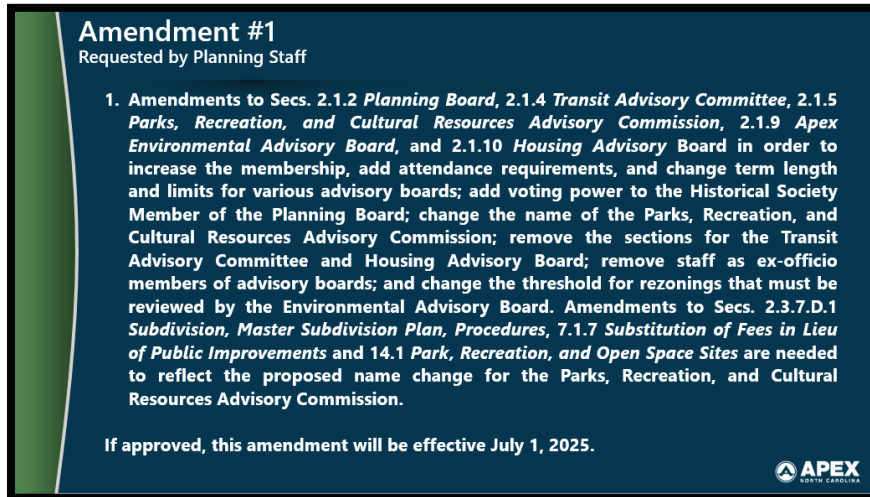 Amendment #1
Requested by Planning Staff
1. Amendments to Secs. 2.1.2 Planning Board, 2.1.4 Transit Advisory Committee, 2.1.5
Parks, Recreation, and Cultural Resources Advisory Commission, 2.1.9 Apex
Environmental Advisory Board, and 2.1.10 Housing Advisory Board in order to
increase the membership, add attendance requirements, and change term length
and limits for various advisory boards; add voting power to the Historical Society
Member of the Planning Board; change the name of the Parks, Recreation, and
Cultural Resources Advisory Commission; remove the sections for the Transit
Advisory Committee and Housing Advisory Board; remove staff as ex-officio
members of advisory boards; and change the threshold for rezonings that must be
reviewed by the Environmental Advisory Board. Amendments to Secs. 2.3.7.D.1
Subdivision, Master Subdivision Plan, Procedures, 7.1.7 Substitution of Fees in Lieu
of Public Improvements and 14.1 Park, Recreation, and Open Space Sites are needed
to reflect the proposed name change for the Parks, Recreation, and Cultural
Resources Advisory Commission.
If approved, this amendment will be effective July 1, 2025.
APEX
NORTH CAROLINA